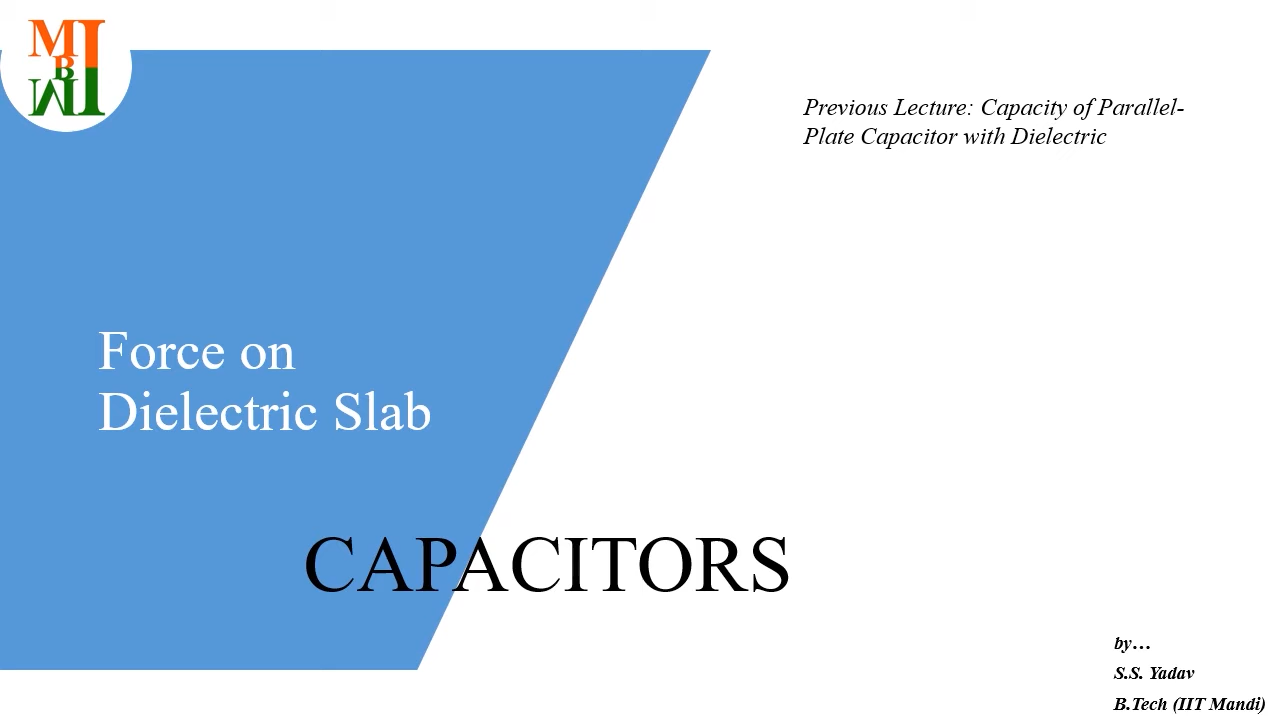 Previous Lecture: Capacity of Parallel-
Plate Capacitor with Dielectric
Force on
Dielectric Slab
CAPACITORS
by…
S.S. Yadav
B.Tech (IIT Mandi)